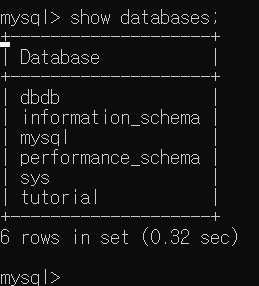 mysql> show databases;
+--------------------+
| Database           |
+--------------------+
| dbdb               |
| information_schema |
| mysql              |
| performance_schema |
| sys                |
| tutorial           |
+--------------------+
6 rows in set (0.32 sec)
mysql>